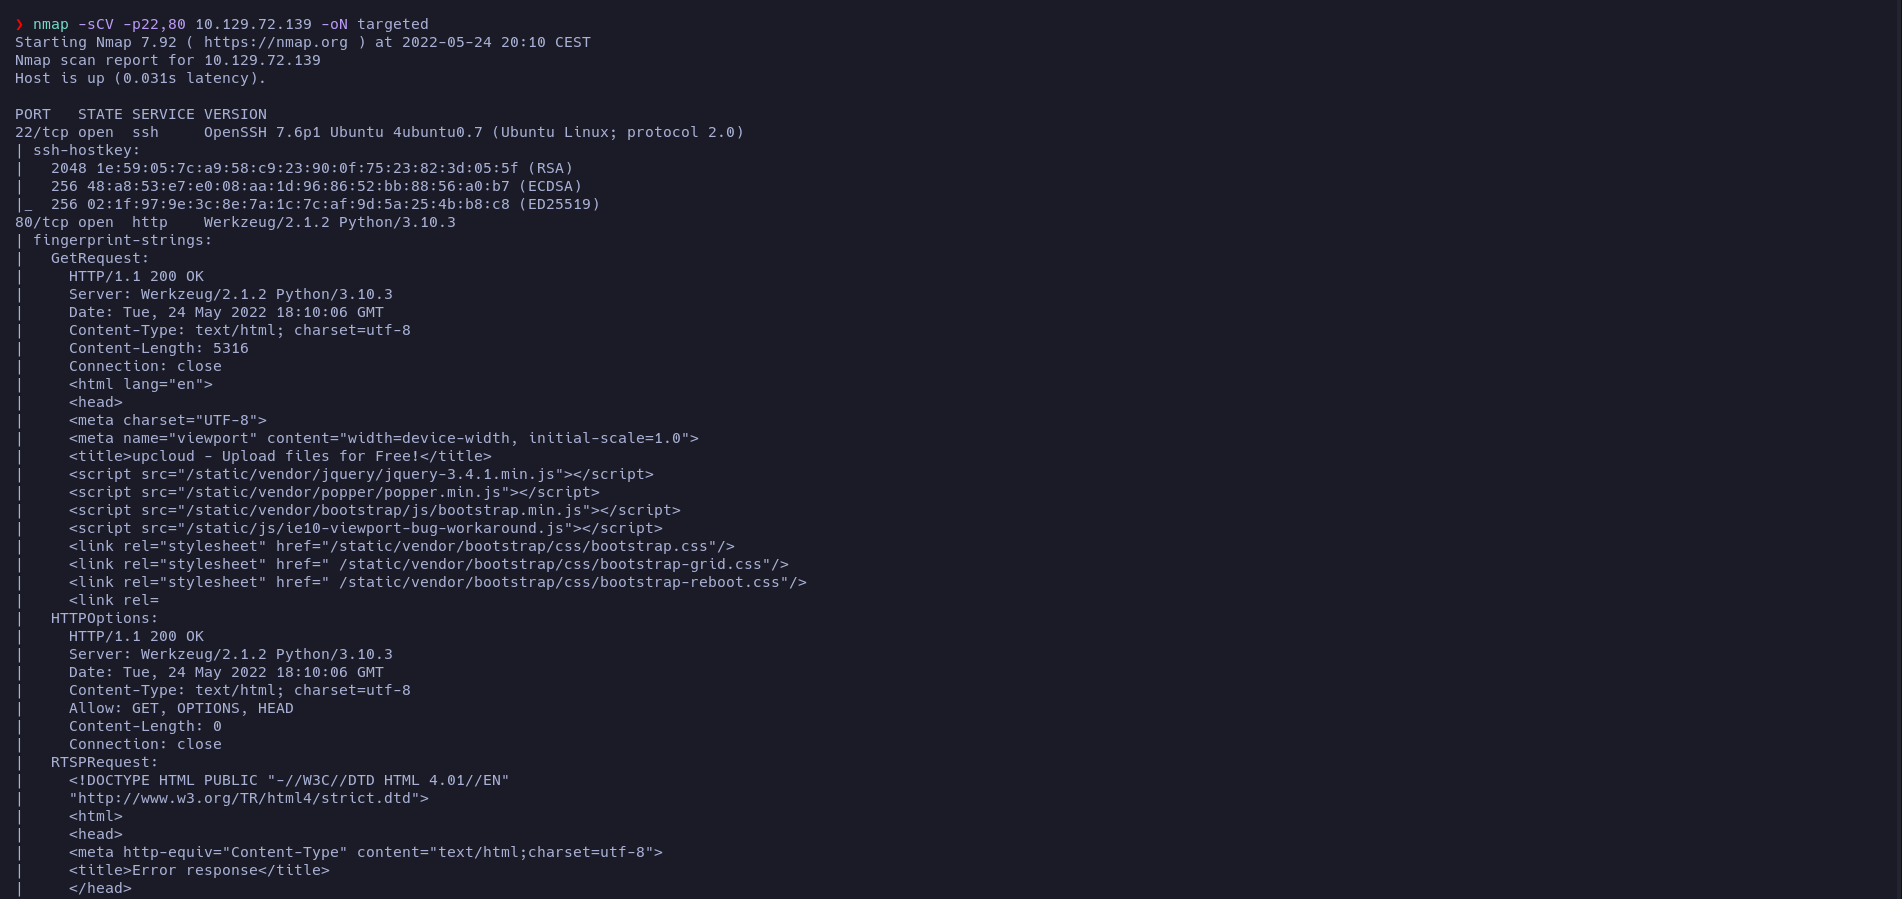 ❯ nmap -sCV -p22,80 10.129.72.139 -oN targeted
Starting Nmap 7.92 ( https://nmap.org ) at 2022-05-24 20:10 CEST
Nmap scan report for 10.129.72.139
Host is up (0.031s latency).

PORT   STATE SERVICE VERSION
22/tcp open  ssh     OpenSSH 7.6p1 Ubuntu 4ubuntu0.7 (Ubuntu Linux; protocol 2.0)
| ssh-hostkey:
|   2048 1e:59:05:7c:a9:58:c9:23:90:0f:75:23:82:3d:05:5f (RSA)
|   256 48:a8:53:e7:e0:08:aa:1d:96:86:52:bb:88:56:a0:b7 (ECDSA)
|_  256 02:1f:97:9e:3c:8e:7a:1c:7c:af:9d:5a:25:4b:b8:c8 (ED25519)
80/tcp open  http    Werkzeug/2.1.2 Python/3.10.3
| fingerprint-strings:
|   GetRequest:
|     HTTP/1.1 200 OK
|     Server: Werkzeug/2.1.2 Python/3.10.3
|     Date: Tue, 24 May 2022 18:10:06 GMT
|     Content-Type: text/html; charset=utf-8
|     Content-Length: 5316
|     Connection: close
|     <html lang="en">
|     <head>
|     <meta charset="UTF-8">
|     <meta name="viewport" content="width=device-width, initial-scale=1.0">
|     <title>upcloud - Upload files for Free!</title>
|     <script src="/static/vendor/jquery/jquery-3.4.1.min.js"></script>
|     <script src="/static/vendor/popper/popper.min.js"></script>
|     <script src="/static/vendor/bootstrap/js/bootstrap.min.js"></script>
|     <script src="/static/js/ie10-viewport-bug-workaround.js"></script>
|     <link rel="stylesheet" href="/static/vendor/bootstrap/css/bootstrap.css"/>
|     <link rel="stylesheet" href=" /static/vendor/bootstrap/css/bootstrap-grid.css"/>
|     <link rel="stylesheet" href=" /static/vendor/bootstrap/css/bootstrap-reboot.css"/>
|     <link rel=
|   HTTPOptions:
|     HTTP/1.1 200 OK
|     Server: Werkzeug/2.1.2 Python/3.10.3
|     Date: Tue, 24 May 2022 18:10:06 GMT
|     Content-Type: text/html; charset=utf-8
|     Allow: GET, OPTIONS, HEAD
|     Content-Length: 0
|     Connection: close
|   RTSPRequest:
|     <!DOCTYPE HTML PUBLIC "-//W3C//DTD HTML 4.01//EN"
|     "http://www.w3.org/TR/html4/strict.dtd">
|     <html>
|     <head>
|     <meta http-equiv="Content-Type" content="text/html;charset=utf-8">
|     <title>Error response</title>
|     </head>